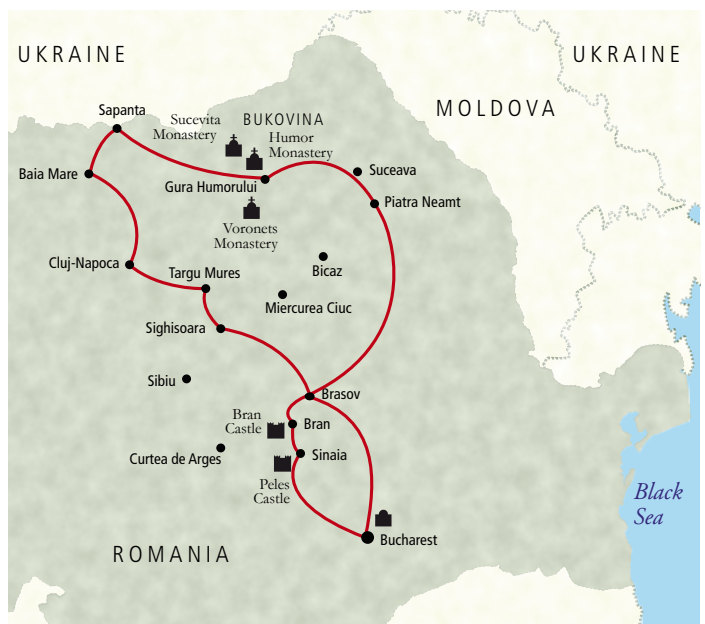 UKRAINE
UKRAINE
MOLDOVA
Sapanta
Sucevita
Monastery
BUKOVINA
Humor
Monastery
Suceava
Baia Mare
Gura Humorului
Piatra Neamt
Voronets
Monastery
Cluj-Napoca
Targu Mures
Bicaz
Miercurea Ciuc
Sighisoara
Sibiu
Brasov
Bran
Castle
Bran
Curtea de Arges
Sinaia
Peles
Castle
Black
Sea
Bucharest
ROMANIA